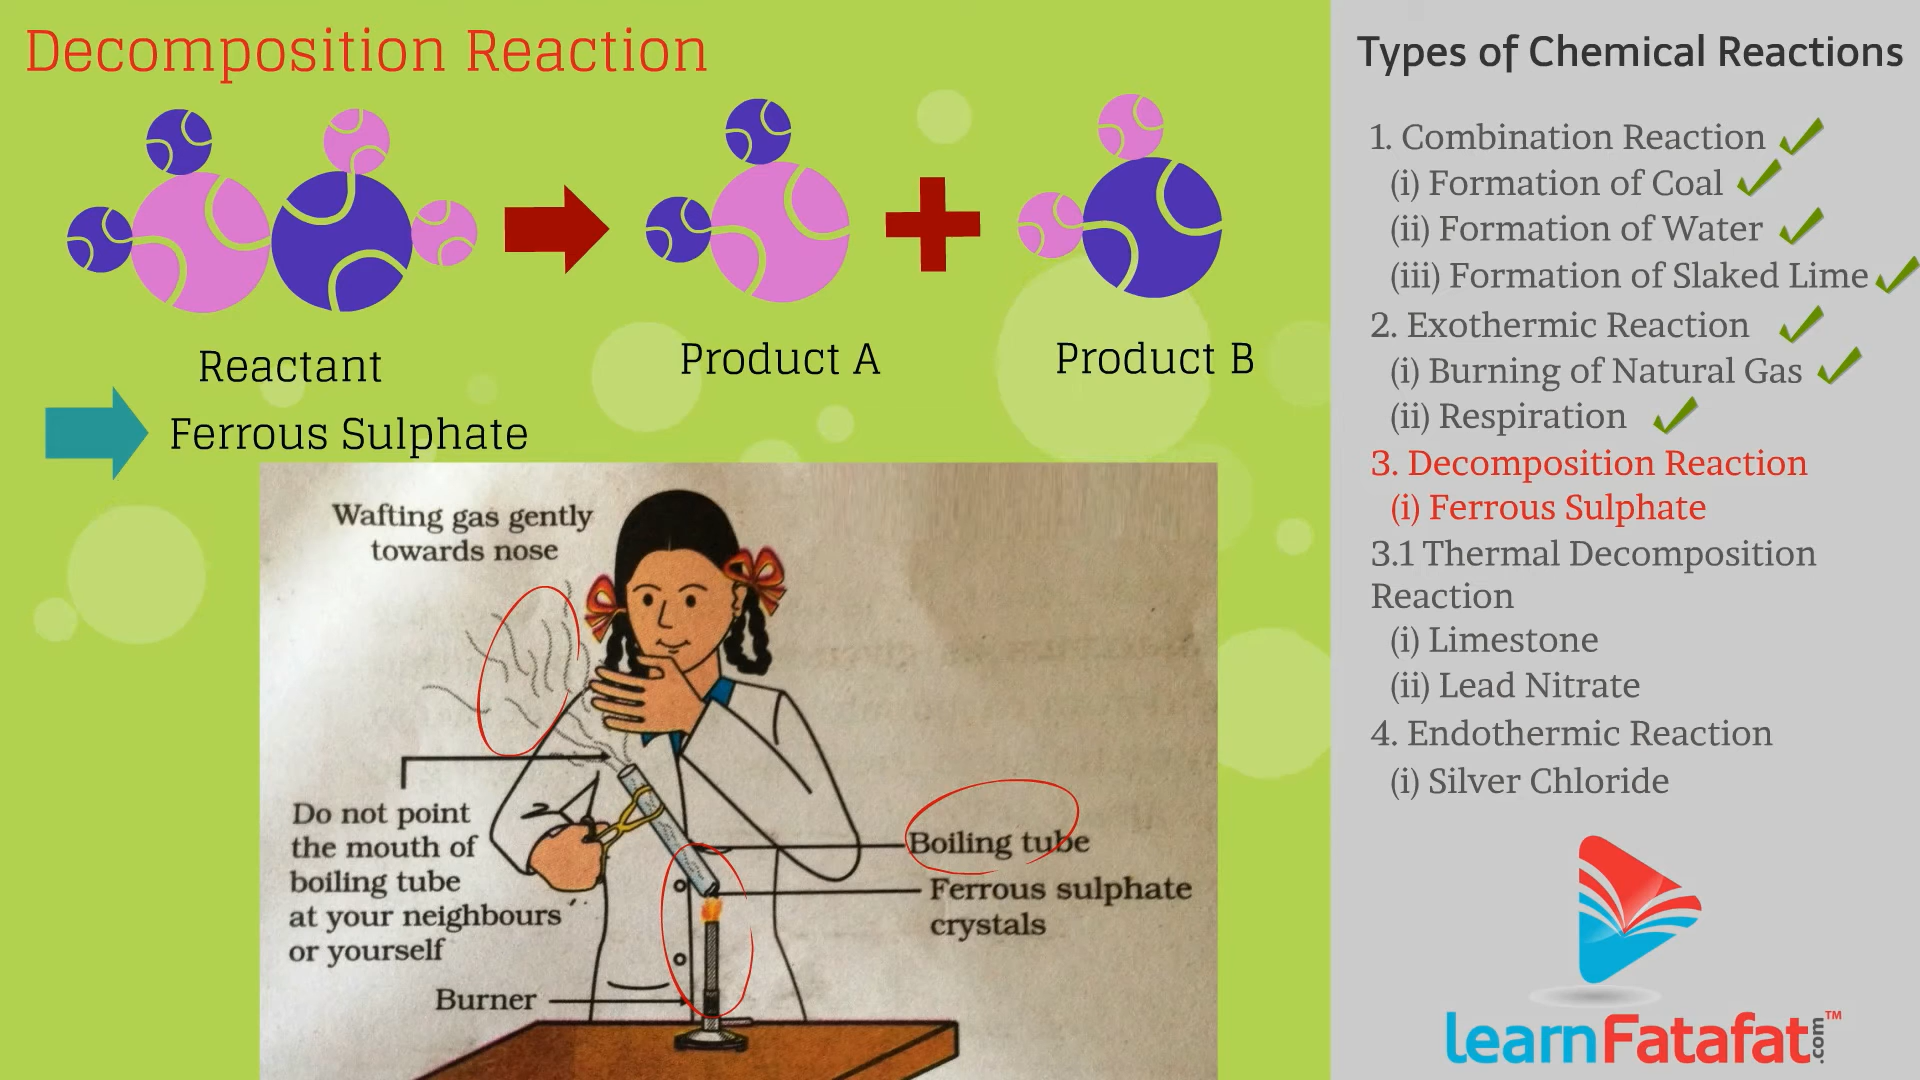 Decomposition Reaction
Reactant
Product A
Product B
Ferrous Sulphate
Wafting gas gently
towards nose
Do not point
the mouth of
boiling tube
at your neighbours
or yourself
Burner
Boiling tube
Ferrous sulphate
crystals
Types of Chemical Reactions
1. Combination Reaction
(i) Formation of Coal
(ii) Formation of Water
(iii) Formation of Slaked Lime
2. Exothermic Reaction
(i) Burning of Natural Gas
(ii) Respiration
3. Decomposition Reaction
(i) Ferrous Sulphate
3.1 Thermal Decomposition
Reaction
(i) Limestone
(ii) Lead Nitrate
4. Endothermic Reaction
(i) Silver Chloride
learnFatafat.com™